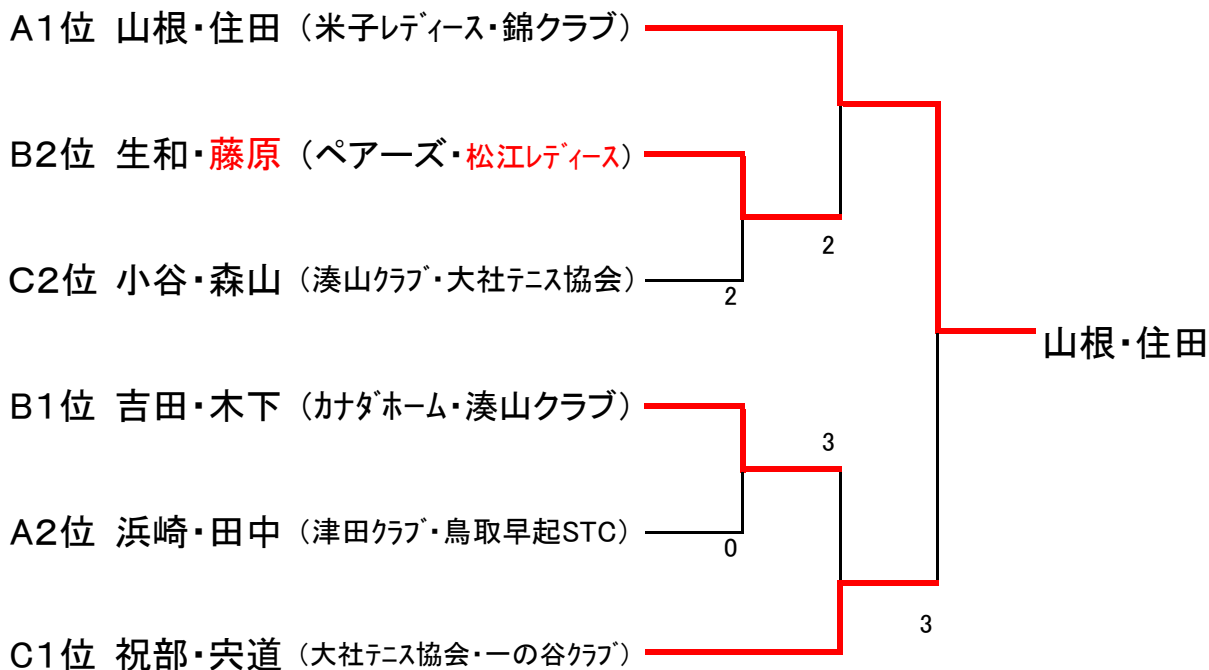 A1位 山根・住田 (米子ﾚﾃﾞｨｰｽ・錦クラブ)
B2位 生和・藤原 (ペアーズ・松江ﾚﾃﾞｨｰｽ)
2
C2位 小谷・森山 (湊山ｸﾗﾌﾞ・大社ﾃﾆｽ協会)
2
山根・住田
B1位 吉田・木下 (ｶﾅﾀﾞﾎｰﾑ・湊山クラブ)
3
A2位 浜崎・田中 (津田ｸﾗﾌﾞ・鳥取早起STC)
0
3
C1位 祝部・宍道 (大社ﾃﾆｽ協会・一の谷ｸﾗﾌﾞ)